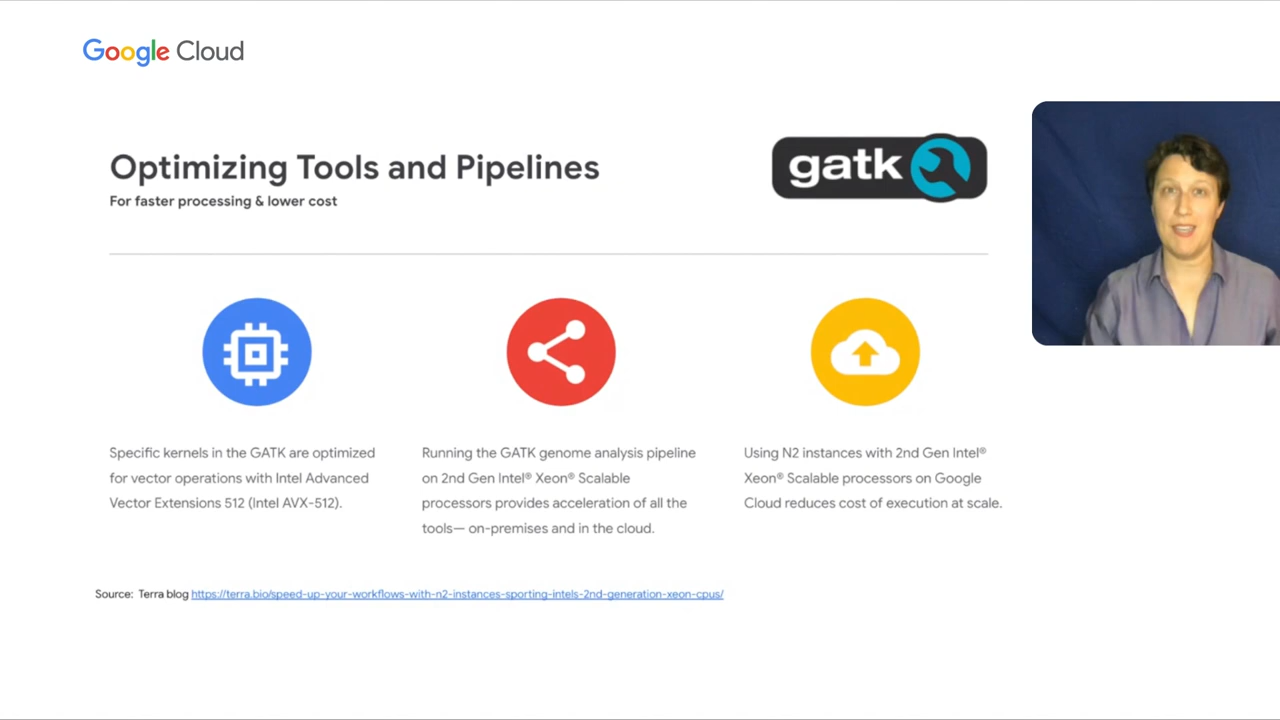 Google Cloud
Optimizing Tools and Pipelines
For faster processing & lower cost
gatk
Specific kernels in the GATK are optimized
for vector operations with Intel Advanced
Vector Extensions 512 (Intel AVX-512).
Running the GATK genome analysis pipeline
on 2nd Gen Intel® Xeon® Scalable
processors provides acceleration of all the
tools— on-premises and in the cloud.
Using N2 instances with 2nd Gen Intel®
Xeon® Scalable processors on Google
Cloud reduces cost of execution at scale.
Source: Terra blog https://terra.bio/speed-up-your-workflows-with-n2-instances-sporting-intels-2nd-generation-xeon-cpus/